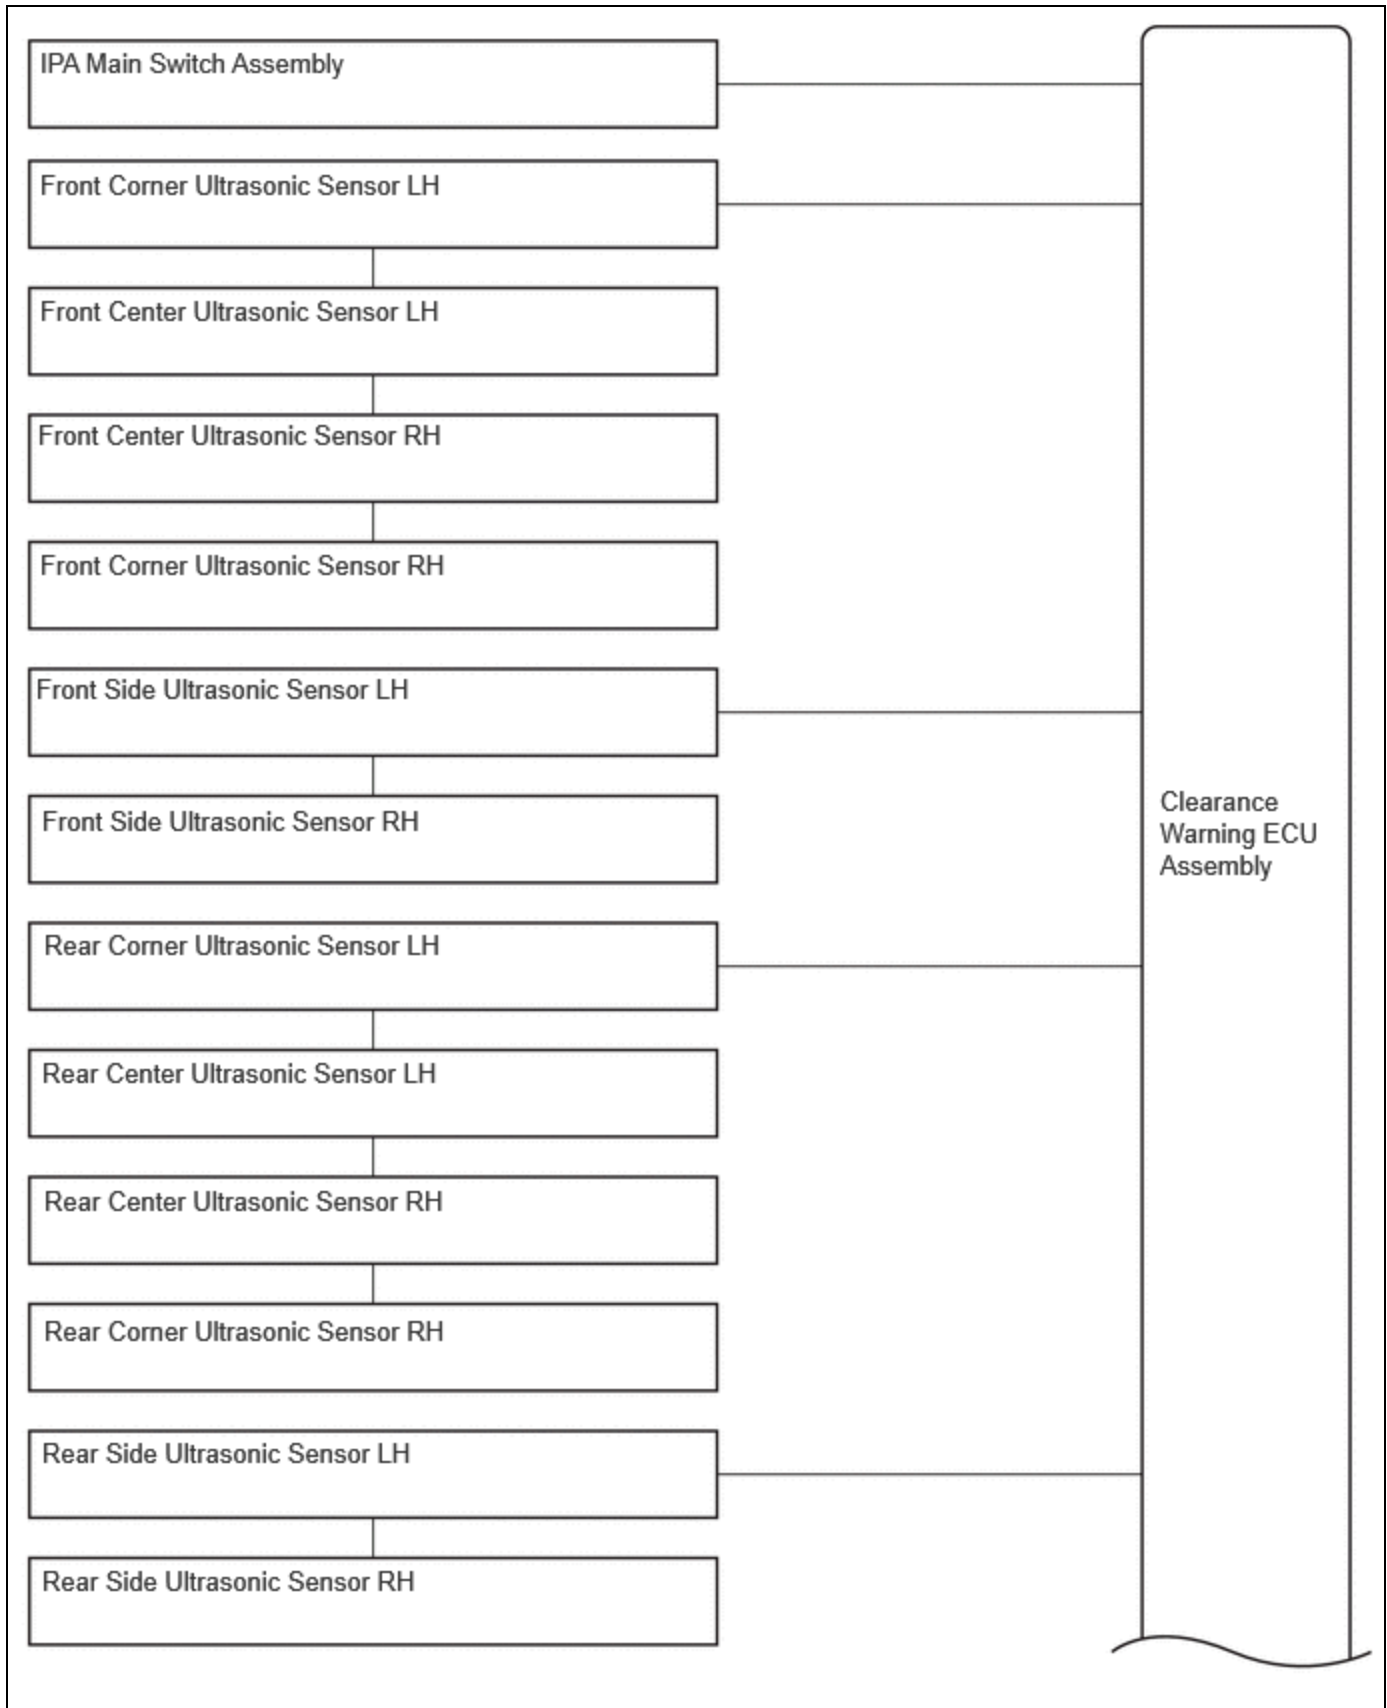 IPA Main Switch Assembly
Front Corner Ultrasonic Sensor LH
Front Center Ultrasonic Sensor LH
Front Center Ultrasonic Sensor RH
Front Corner Ultrasonic Sensor RH
Front Side Ultrasonic Sensor LH
Front Side Ultrasonic Sensor RH
Rear Corner Ultrasonic Sensor LH
Rear Center Ultrasonic Sensor LH
Rear Center Ultrasonic Sensor RH
Rear Corner Ultrasonic Sensor RH
Rear Side Ultrasonic Sensor LH
Rear Side Ultrasonic Sensor RH
Clearance
Warning ECU
Assembly